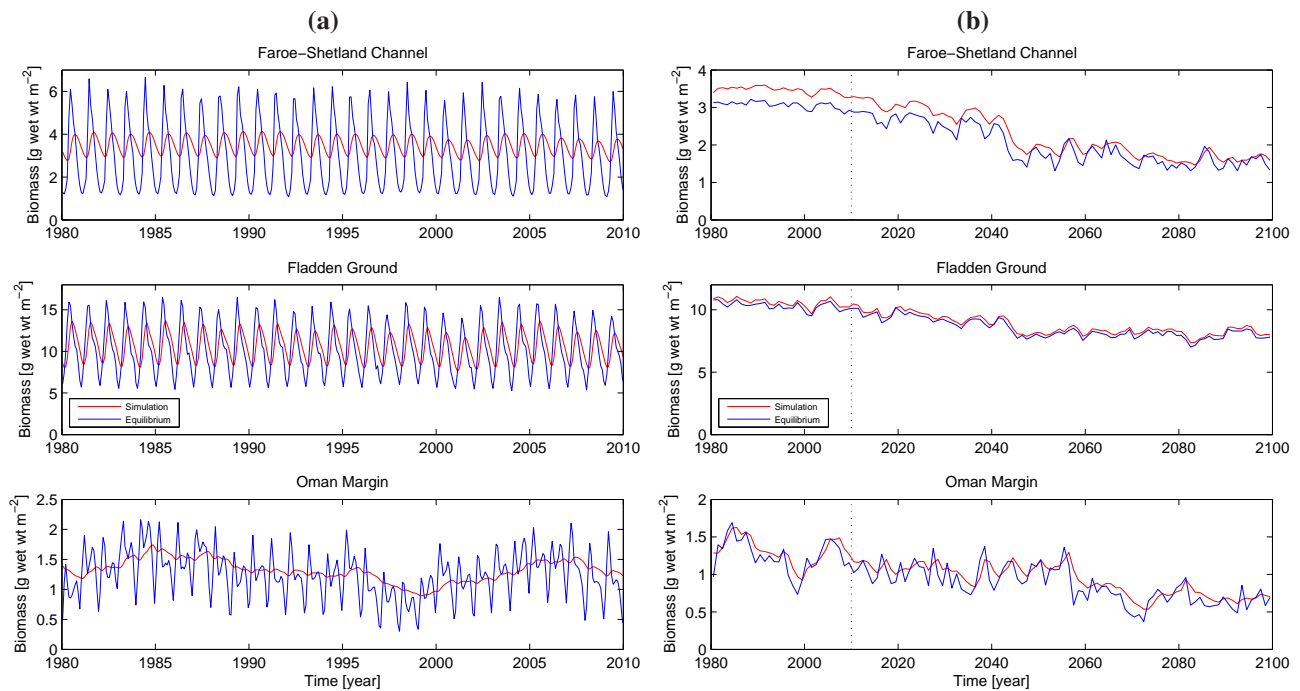 (a)
Faroe−Shetland Channel
Biomass [g wet wt m−2]
6
4
2
0
1980 1985 1990 1995 2000 2005 2010
Fladden Ground
Biomass [g wet wt m−2]
15
10
5
0
Simulation
Equilibrium
1980 1985 1990 1995 2000 2005 2010
Oman Margin
Biomass [g wet wt m−2]
2.5
2
1.5
1
0.5
0
1980 1985 1990 1995 2000 2005 2010
Time [year]
(b)
Faroe−Shetland Channel
Biomass [g wet wt m−2]
4
3
2
1
0
1980 2000 2020 2040 2060 2080 2100
Fladden Ground
Biomass [g wet wt m−2]
10
5
0
Simulation
Equilibrium
1980 2000 2020 2040 2060 2080 2100
Oman Margin
Biomass [g wet wt m−2]
2
1.5
1
0.5
0
1980 2000 2020 2040 2060 2080 2100
Time [year]